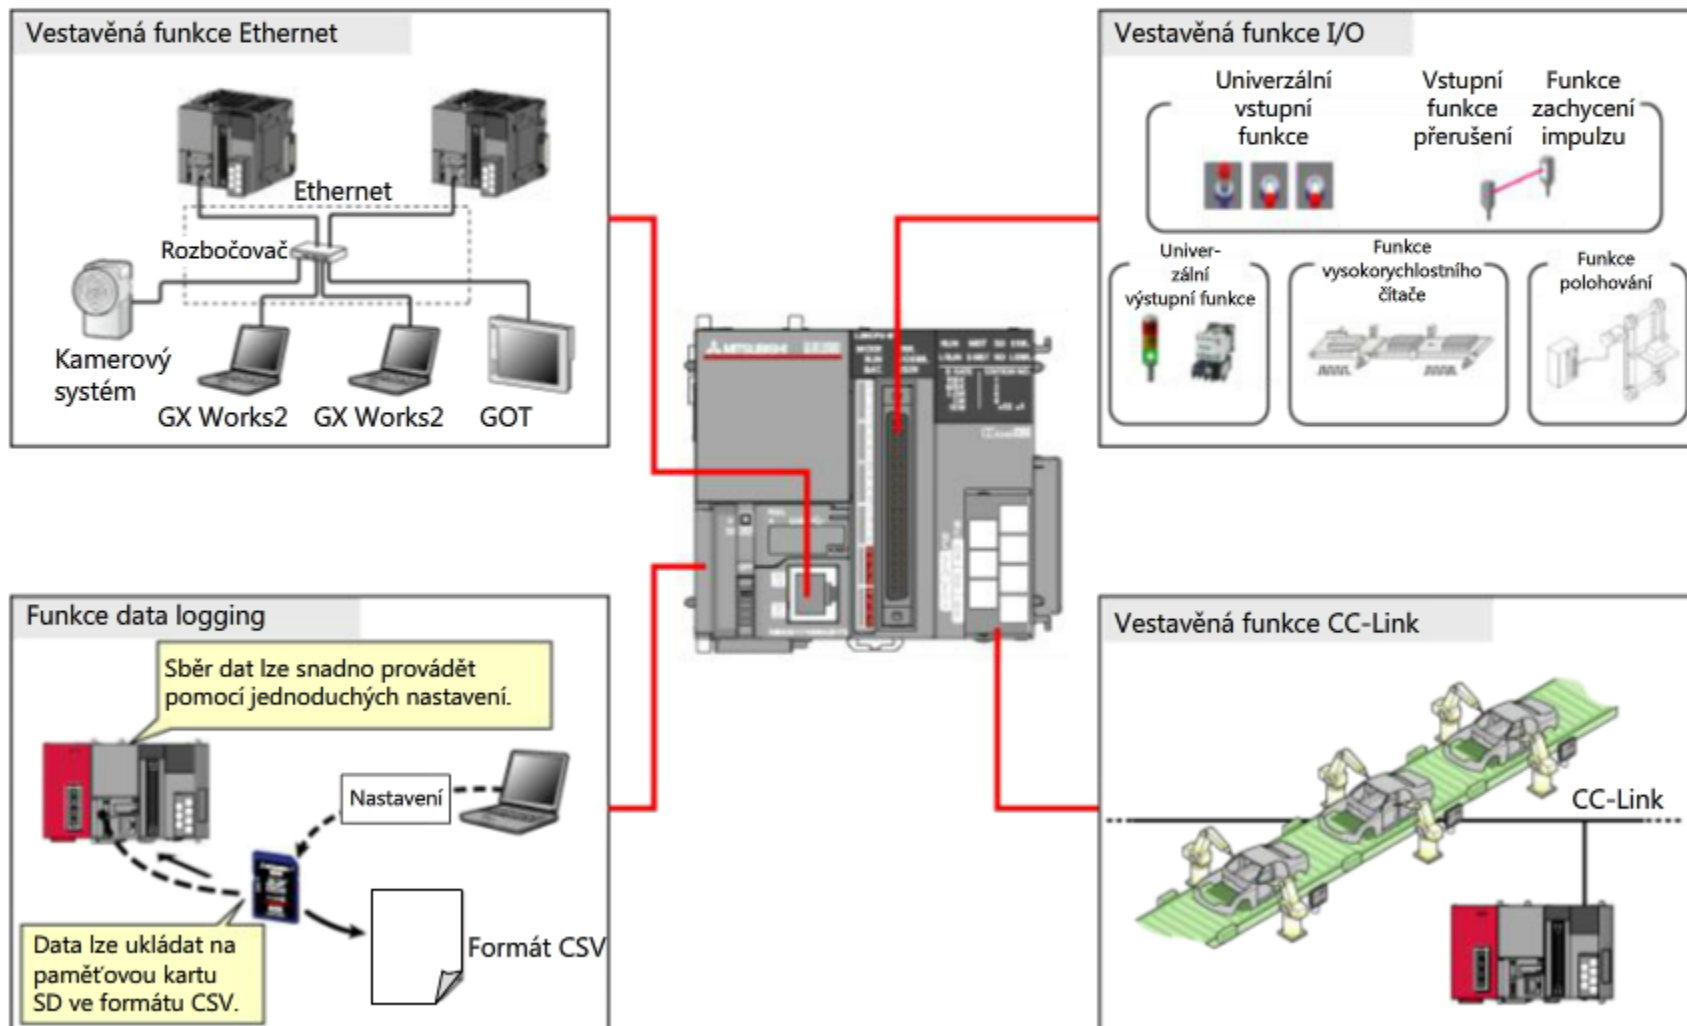 Vestavěná funkce Ethernet
Ethernet
Rozbočovač
Kamerový
systém
GX Works2
GX Works2
GOT
Vestavěná funkce I/O
Univerzální
vstupní
funkce
Vstupní
funkce
přerušení
Funkce
zachycení
impulzu
Univer-
zální
výstupní funkce
Funkce
vysokorychlostního
čítače
Funkce
polohování
MITSUBISHI
Funkce data logging
Sběr dat lze snadno provádět
pomocí jednoduchých nastavení.
Nastavení
Data lze ukládat na
paměťovou kartu
SD ve formátu CSV.
Formát CSV
Vestavěná funkce CC-Link
CC-Link